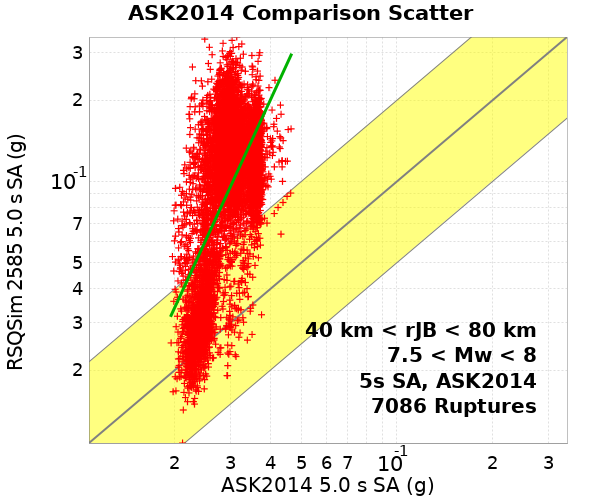 ASK2014 Comparison Scatter
RSQSim 2585 5.0 s SA (g)
3
2
10-1
7
5
4
3
2
40 km < rJB < 80 km
7.5 < Mw < 8
5s SA, ASK2014
7086 Ruptures
2 3 4 5 6 7 10-1 2 3
ASK2014 5.0 s SA (g)